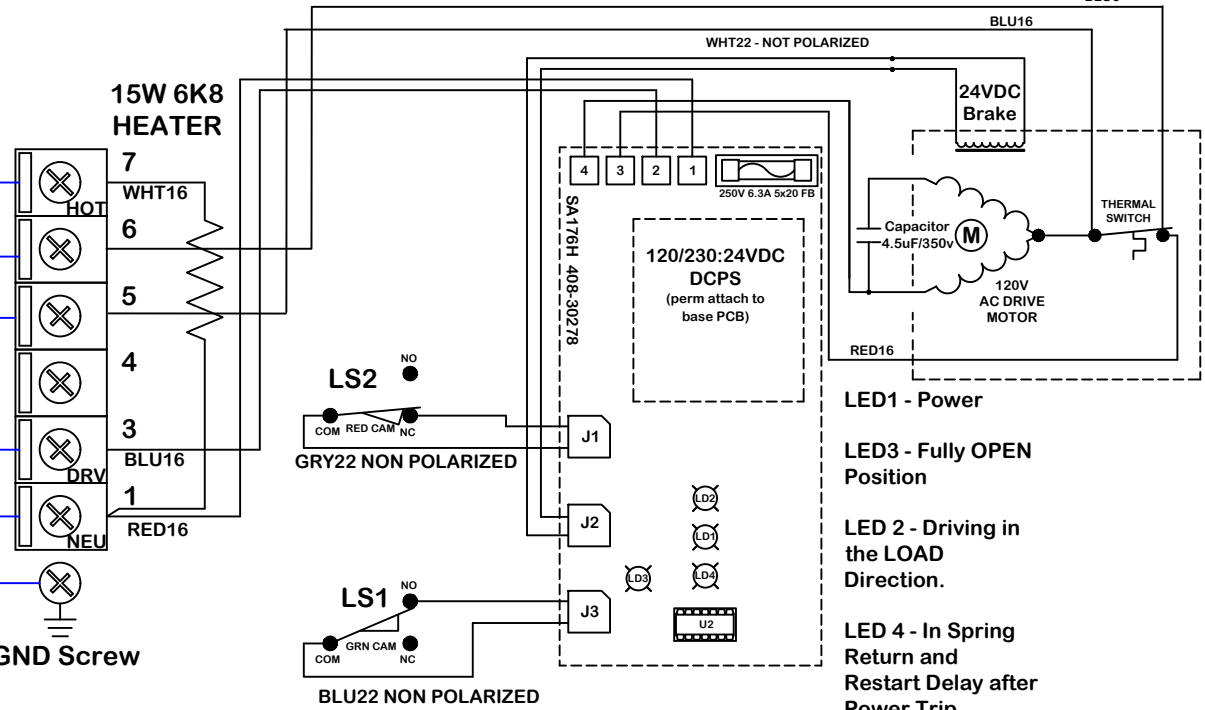 BLU16
WHT22 - NOT POLARIZED
15W 6K8
HEATER
24VDC
Brake
7
WHT16
HOT
6
5
4
3
BLU16
DRV
1
RED16
NEU
GND Screw
4
3
2
1
250V 6.3A 5x20 FB
SA176H 408-30278
120/230:24VDC
DCPS
(perm attach to
base PCB)
Capacitor
4.5uF/350v
M
THERMAL
SWITCH
120V
AC DRIVE
MOTOR
RED16
LS2
NO
COM
RED CAM
NC
GRY22 NON POLARIZED
J1
J2
J3
LD2
LD1
LD3
LD4
U2
LS1
NO
GRN CAM
COM
NC
BLU22 NON POLARIZED
LED1 - Power
LED3 - Fully OPEN
Position
LED 2 - Driving in
the LOAD
Direction.
LED 4 - In Spring
Return and
Restart Delay after
Power Trip